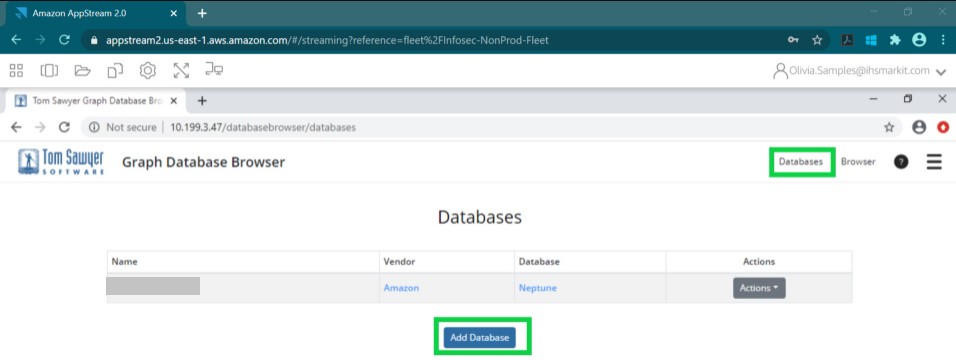 Amazon AppStream 2.0
appstream2.us-east-1.aws.amazon.com/#/streaming?reference=fleet%2FInfosec-NonProd-Fleet
Olivia.Samples@ihsmarkit.com
Tom Sawyer Graph Database Bro
Not secure | 10.199.3.47/databasebrowser/databases
Tom Sawyer SOFTWARE Graph Database Browser Databases Browser ?
Databases
Name Vendor Database Actions
Amazon Neptune Actions
Add Database